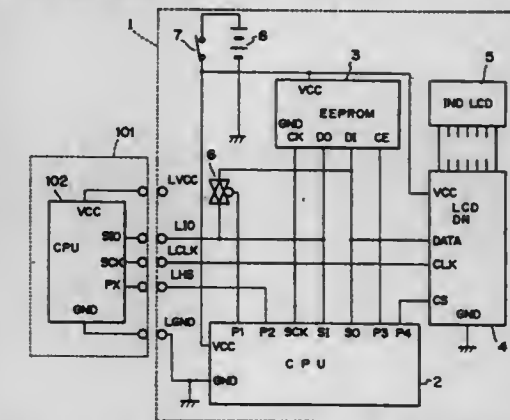 1
7
8
3
5
VCC
EEPROM
GND
CK DO DI CE
IND LCD
101
102
6
VCC
CPU
SIO
SCK
PX
GND
LVCC
LIO
LCLK
LHS
LGND
VCC
LCD
DR
DATA
CLK
CS
GND
4
P1 P2 SCK SI SO P3 P4
VCC
CPU
GND
2